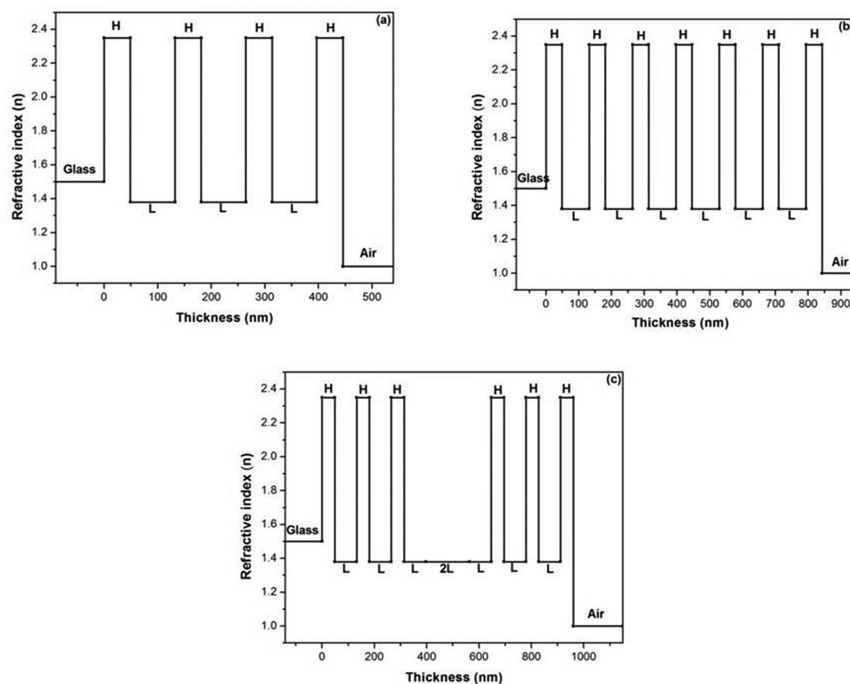 H H H H (a)
2.4
2.2
2.0
1.8
1.6
1.4
1.2
1.0
Refractive index (n)
Glass
L L L
Air
0 100 200 300 400 500
Thickness (nm)
H H H H H H H (b
2.4
2.2
2.0
1.8
1.6
1.4
1.2
1.0
Refractive index (n)
Glass
L L L L L L
Air
0 100 200 300 400 500 600 700 800 900
Thickness (nm)
H H H H H H (c)
2.4
2.2
2.0
1.8
1.6
1.4
1.2
1.0
Refractive index (n)
Glass
L L L 2L L L L
Air
0 200 400 600 800 1000
Thickness (nm)